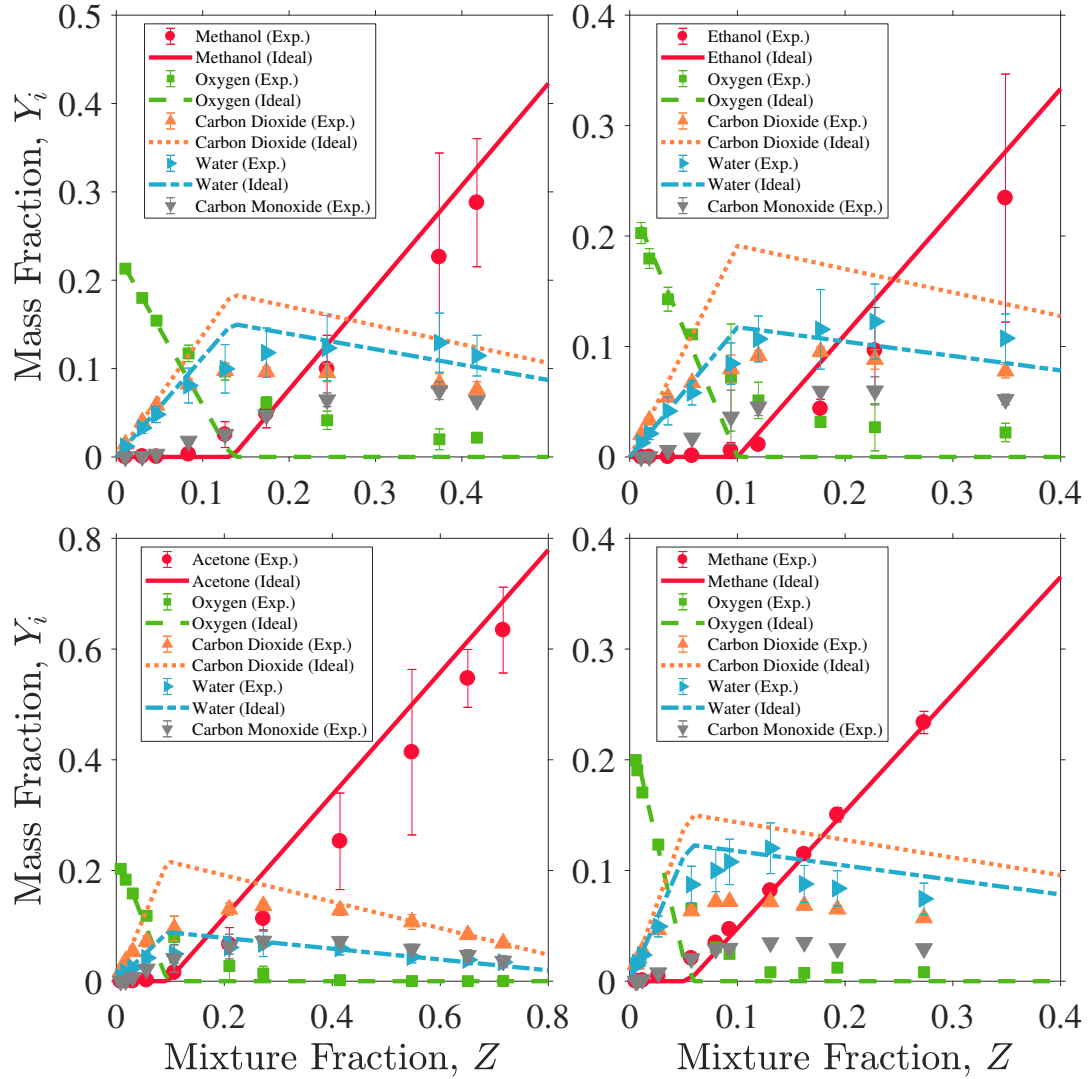 0.5
0.4
0.3
0.2
0.1
0
0 0.1 0.2 0.3 0.4
Mass Fraction, Y_i
Methanol (Exp.)
Methanol (Ideal)
Oxygen (Exp.)
Oxygen (Ideal)
Carbon Dioxide (Exp.)
Carbon Dioxide (Ideal)
Water (Exp.)
Water (Ideal)
Carbon Monoxide (Exp.)
0.4
0.3
0.2
0.1
0
0 0.1 0.2 0.3 0.4
Ethanol (Exp.)
Ethanol (Ideal)
Oxygen (Exp.)
Oxygen (Ideal)
Carbon Dioxide (Exp.)
Carbon Dioxide (Ideal)
Water (Exp.)
Water (Ideal)
Carbon Monoxide (Exp.)
0.8
0.6
0.4
0.2
0
0 0.2 0.4 0.6 0.8
Mass Fraction, Y_i
Mixture Fraction, Z
Acetone (Exp.)
Acetone (Ideal)
Oxygen (Exp.)
Oxygen (Ideal)
Carbon Dioxide (Exp.)
Carbon Dioxide (Ideal)
Water (Exp.)
Water (Ideal)
Carbon Monoxide (Exp.)
0.4
0.3
0.2
0.1
0
0 0.1 0.2 0.3 0.4
Mixture Fraction, Z
Methane (Exp.)
Methane (Ideal)
Oxygen (Exp.)
Oxygen (Ideal)
Carbon Dioxide (Exp.)
Carbon Dioxide (Ideal)
Water (Exp.)
Water (Ideal)
Carbon Monoxide (Exp.)